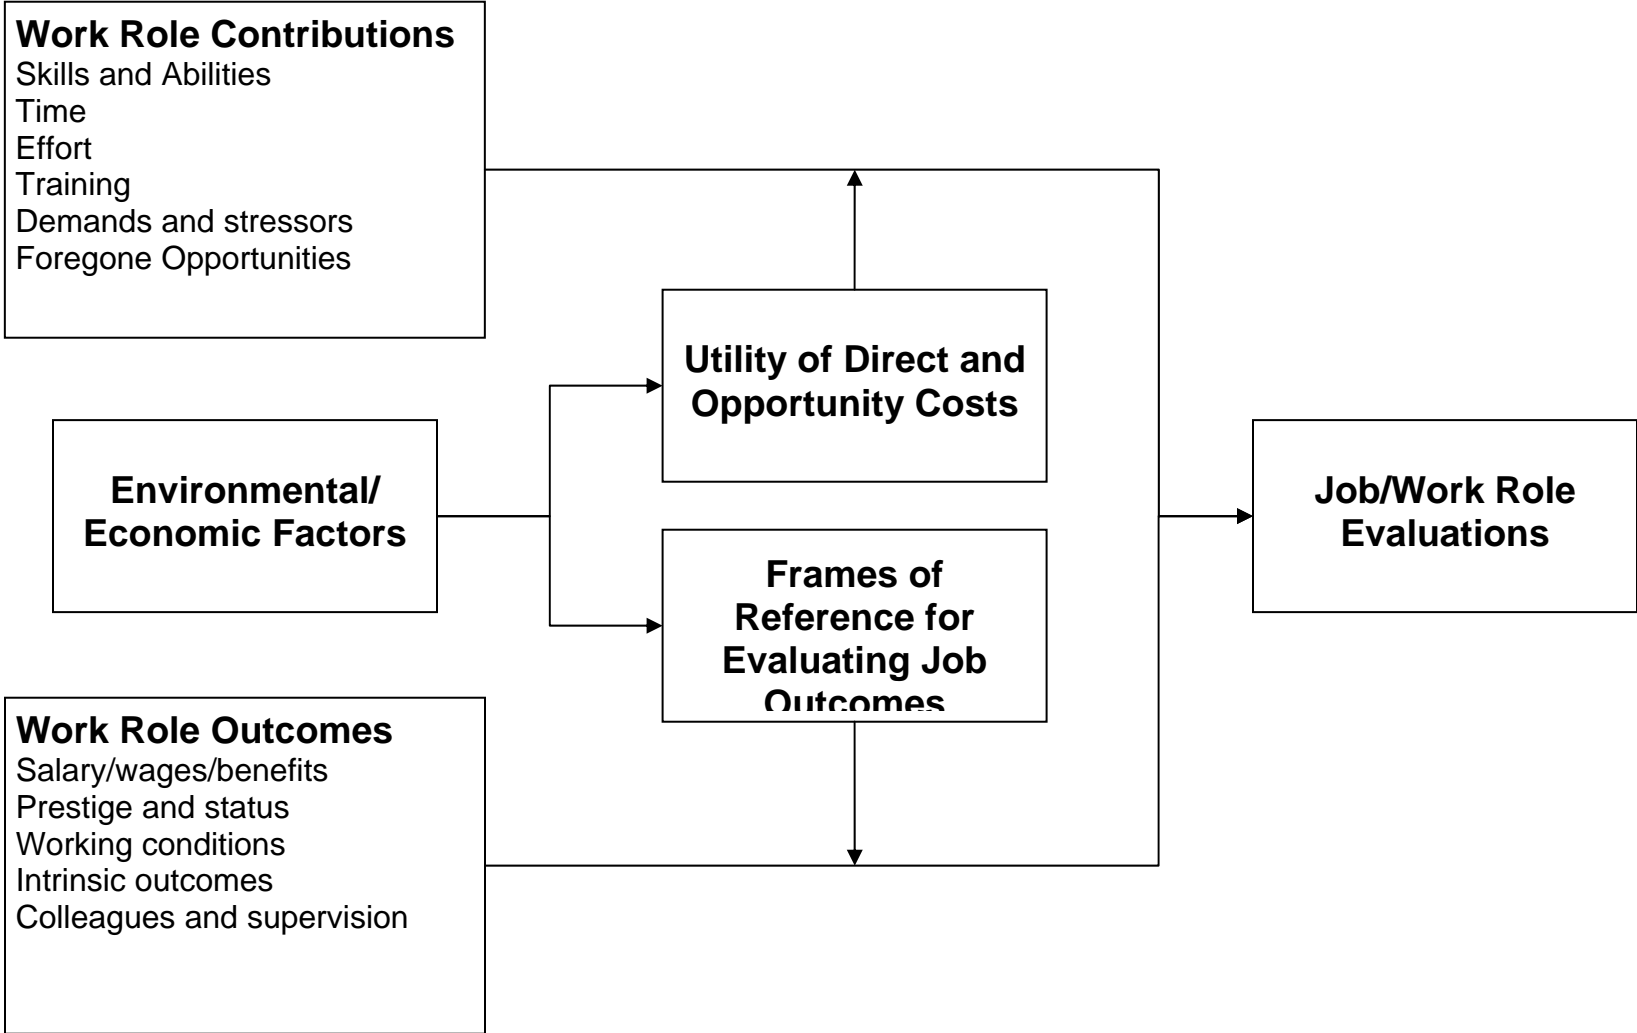 Work Role Contributions
Skills and Abilities
Time
Effort
Training
Demands and stressors
Foregone Opportunities
Utility of Direct and
Opportunity Costs
Environmental/
Economic Factors
Job/Work Role
Evaluations
Frames of
Reference for
Evaluating Job
Outcomes
Work Role Outcomes
Salary/wages/benefits
Prestige and status
Working conditions
Intrinsic outcomes
Colleagues and supervision